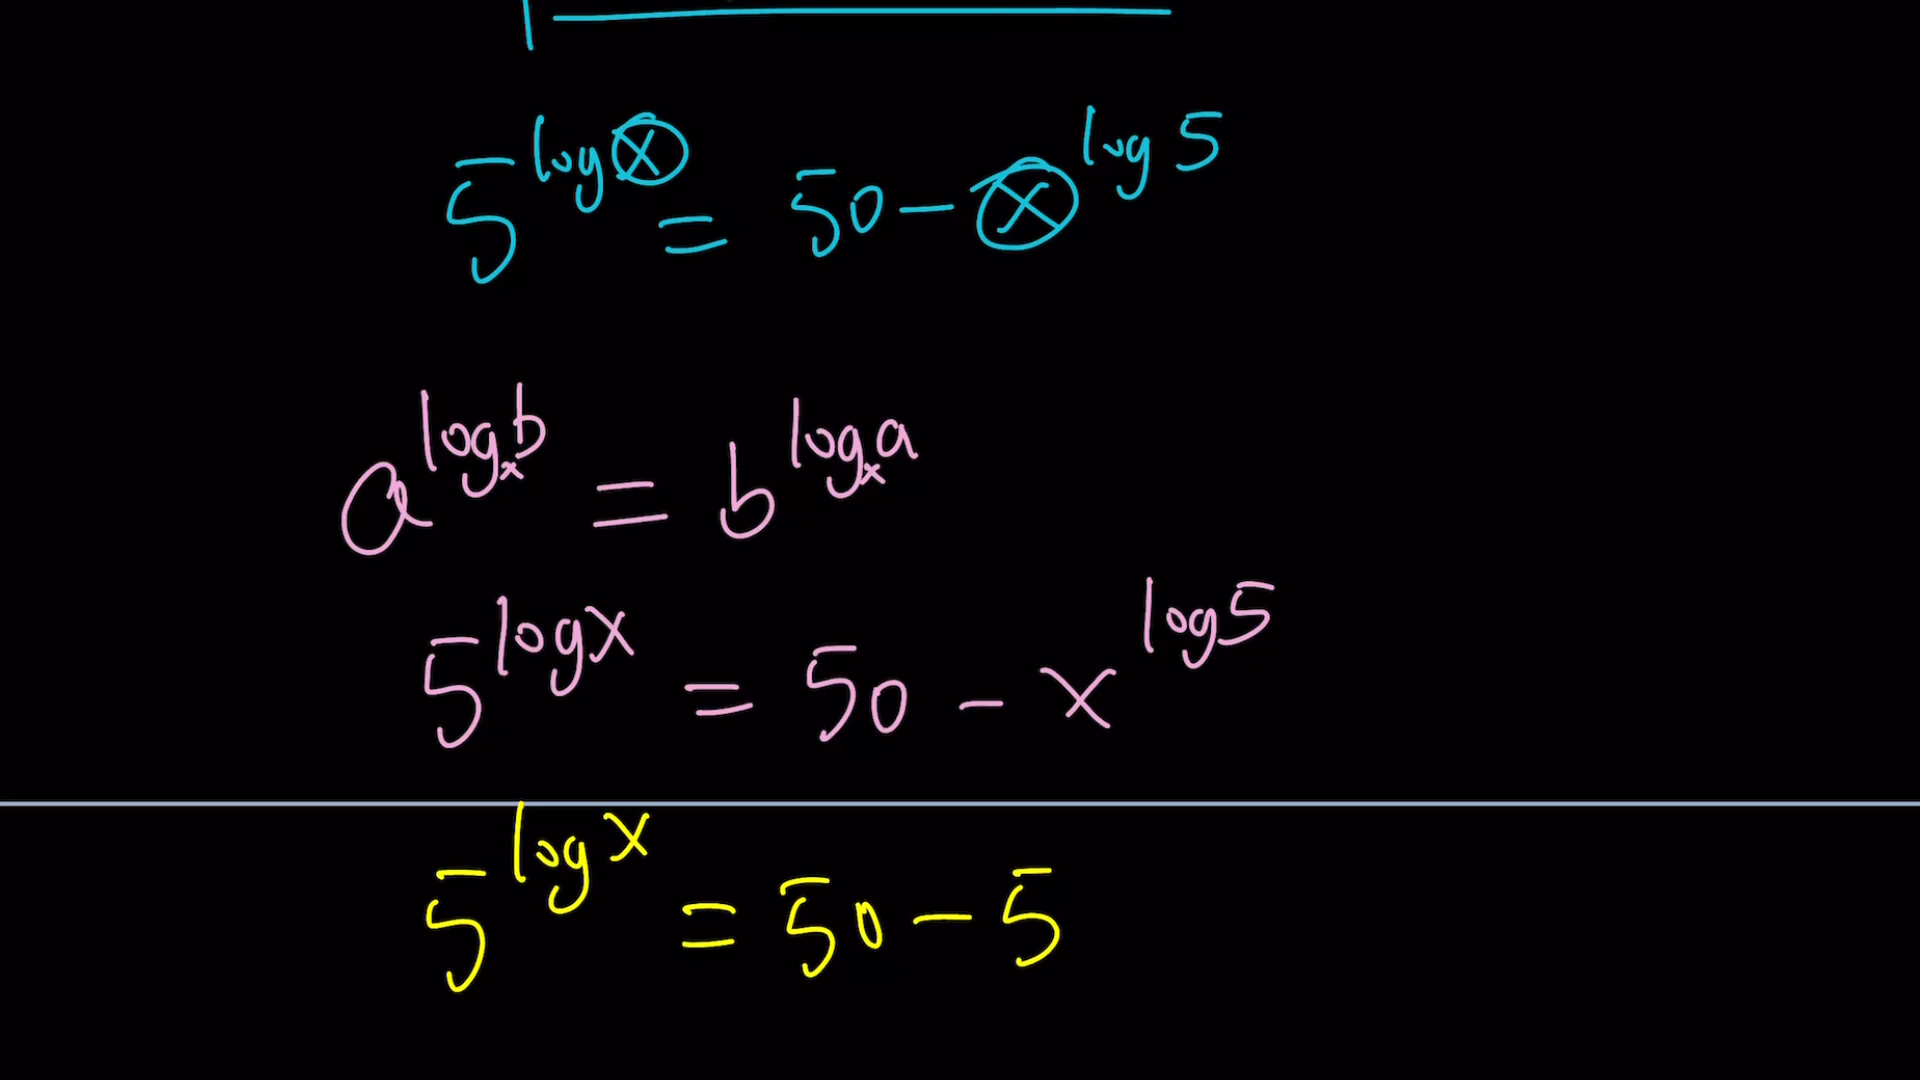 5^{log x} = 50 - x^{log 5}
a^{log_x b} = b^{log_x a}
5^{log x} = 50 - x^{log 5}
5^{log x} = 50 - 5